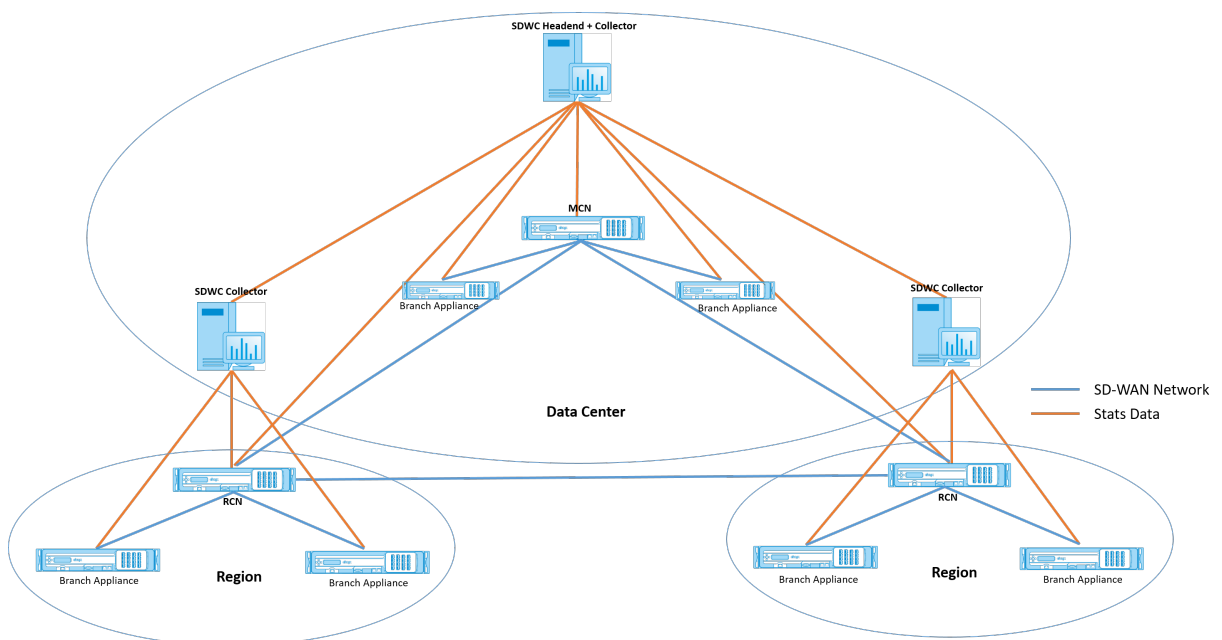 SDWC Headend + Collector
MCN
Branch Appliance
Branch Appliance
SDWC Collector
SDWC Collector
SD-WAN Network
Stats Data
Data Center
RCN
RCN
Branch Appliance
Branch Appliance
Region
Branch Appliance
Branch Appliance
Region